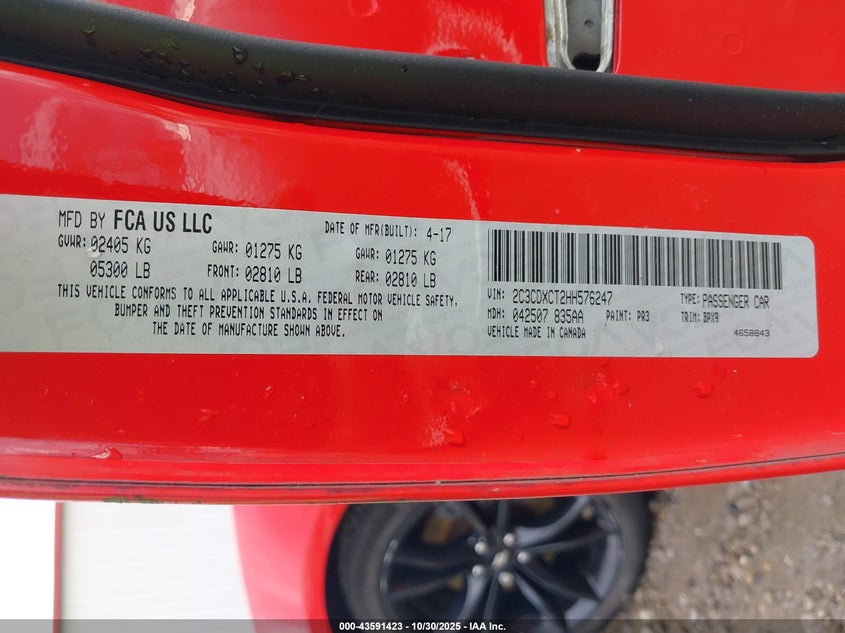 MFD BY FCA US LLC DATE OF MFR(BUILT): 4-17
GVWR: 02405 KG GAWR: 01275 KG GAWR: 01275 KG
05300 LB FRONT: 02810 LB REAR: 02810 LB
THIS VEHICLE CONFORMS TO ALL APPLICABLE U.S.A. FEDERAL MOTOR VEHICLE SAFETY,
BUMPER AND THEFT PREVENTION STANDARDS IN EFFECT ON
THE DATE OF MANUFACTURE SHOWN ABOVE.
VIN: 2C3CDXCT2HH576247 TYPE: PASSENGER CAR
MDH: 042507 835AA PAINT: PR3 TRIM: BPX9
VEHICLE MADE IN CANADA 4658843
000-43591423 | 10/30/2025 | IAA Inc.